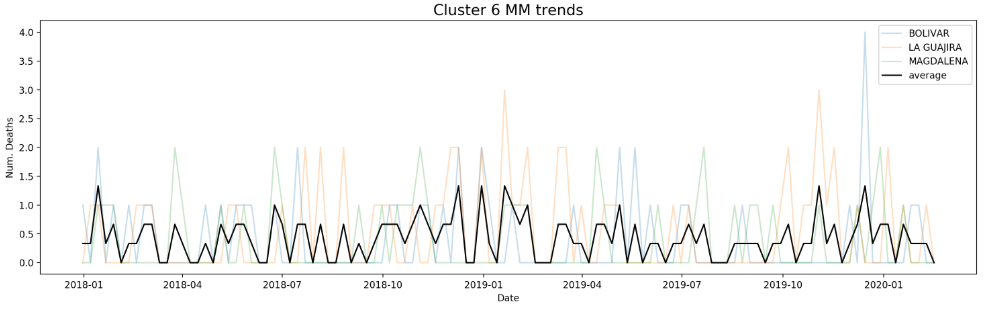 Cluster 6 MM trends
BOLIVAR
LA GUAJIRA
MAGDALENA
average
Num. Deaths
4.0
3.5
3.0
2.5
2.0
1.5
1.0
0.5
0.0
2018-01
2018-04
2018-07
2018-10
2019-01
2019-04
2019-07
2019-10
2020-01
Date